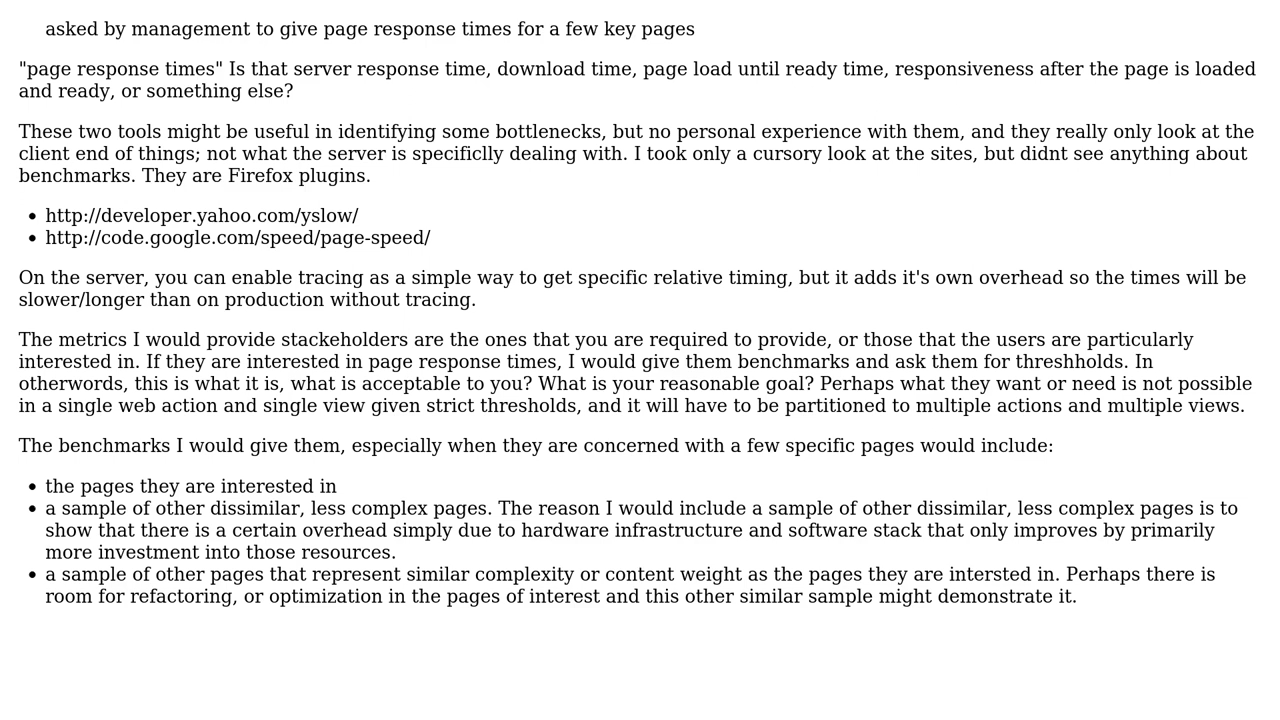 asked by management to give page response times for a few key pages
"page response times" Is that server response time, download time, page load until ready time, responsiveness after the page is loaded
and ready, or something else?
These two tools might be useful in identifying some bottlenecks, but no personal experience with them, and they really only look at the
client end of things; not what the server is specificlly dealing with. I took only a cursory look at the sites, but didnt see anything about
benchmarks. They are Firefox plugins.
• http://developer.yahoo.com/yslow/
• http://code.google.com/speed/page-speed/
On the server, you can enable tracing as a simple way to get specific relative timing, but it adds it's own overhead so the times will be
slower/longer than on production without tracing.
The metrics I would provide stackeholders are the ones that you are required to provide, or those that the users are particularly
interested in. If they are interested in page response times, I would give them benchmarks and ask them for threshholds. In
otherwords, this is what it is, what is acceptable to you? What is your reasonable goal? Perhaps what they want or need is not possible
in a single web action and single view given strict thresholds, and it will have to be partitioned to multiple actions and multiple views.
The benchmarks I would give them, especially when they are concerned with a few specific pages would include:
• the pages they are interested in
• a sample of other dissimilar, less complex pages. The reason I would include a sample of other dissimilar, less complex pages is to
show that there is a certain overhead simply due to hardware infrastructure and software stack that only improves by primarily
more investment into those resources.
• a sample of other pages that represent similar complexity or content weight as the pages they are intersted in. Perhaps there is
room for refactoring, or optimization in the pages of interest and this other similar sample might demonstrate it.